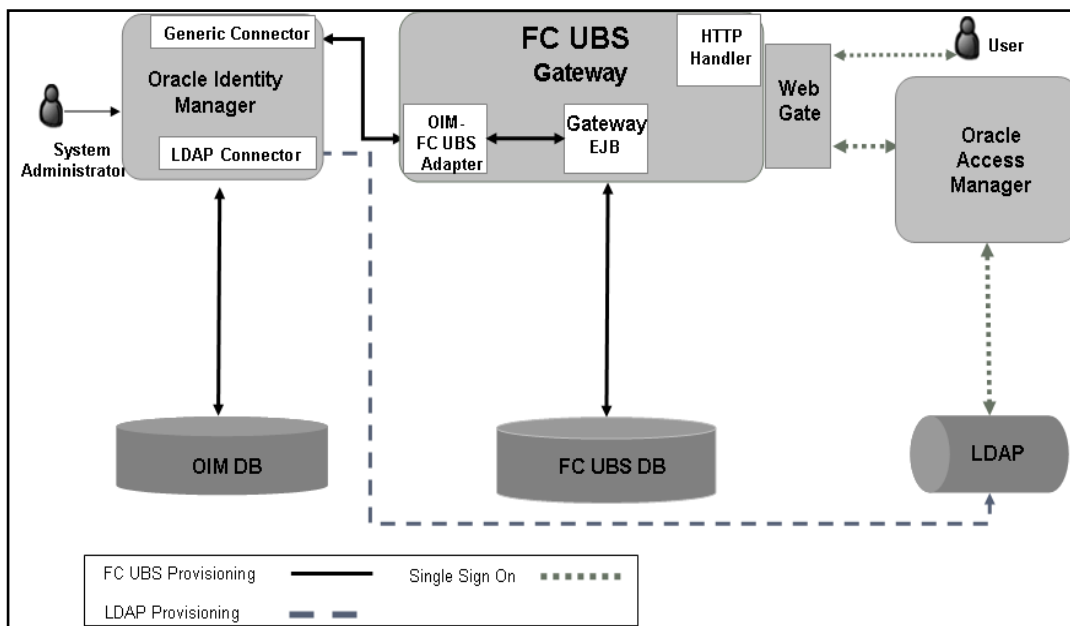 Generic Connector
Oracle Identity
Manager
LDAP Connector
System
Administrator
FC UBS
Gateway
HTTP
Handler
OIM -
FC UBS
Adapter
Gateway
EJB
Web
Gate
User
Oracle
Access
Manager
OIM DB
FC UBS DB
LDAP
FC UBS Provisioning
Single Sign On
LDAP Provisioning